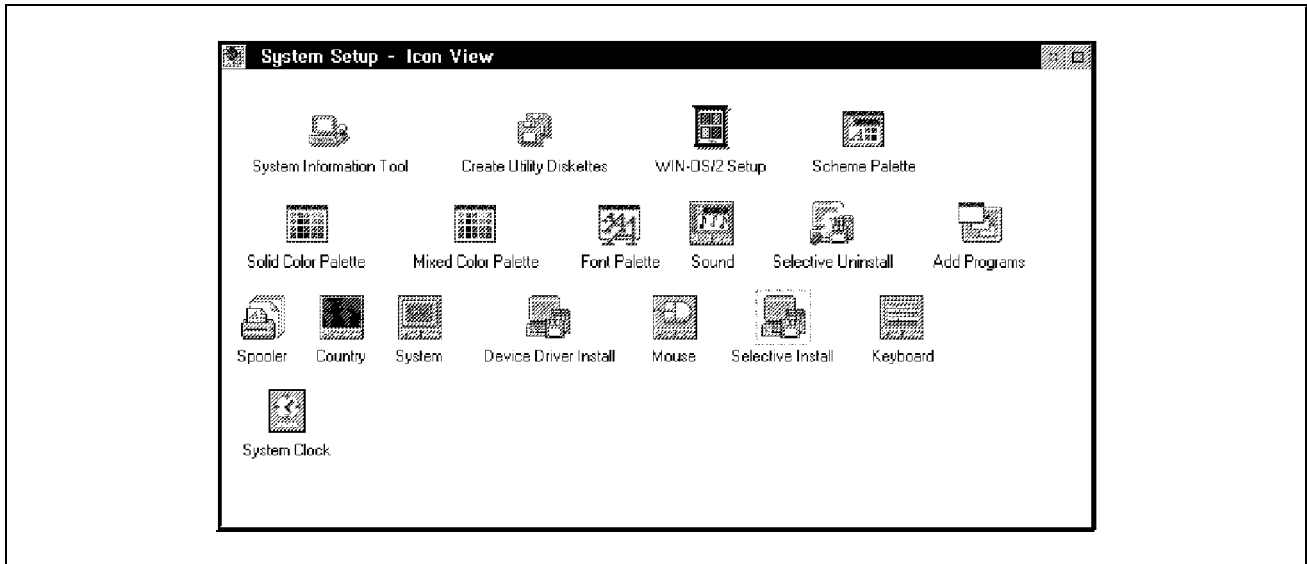 System Setup - Icon View
System Information Tool Create Utility Diskettes WIN-OS/2 Setup Scheme Palette
Solid Color Palette Mixed Color Palette Font Palette Sound Selective Uninstall Add Programs
Spooler Country System Device Driver Install Mouse Selective Install Keyboard
System Clock